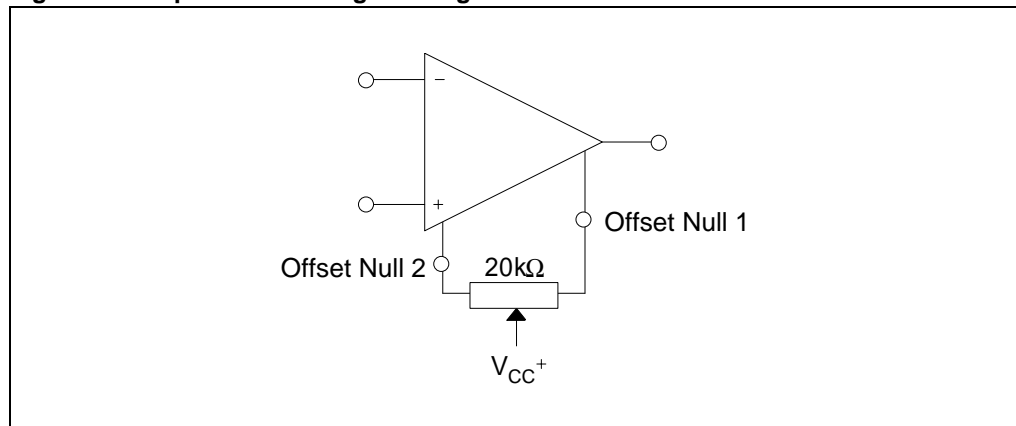 −
+
Offset Null 1
Offset Null 2
20kΩ
VCC+